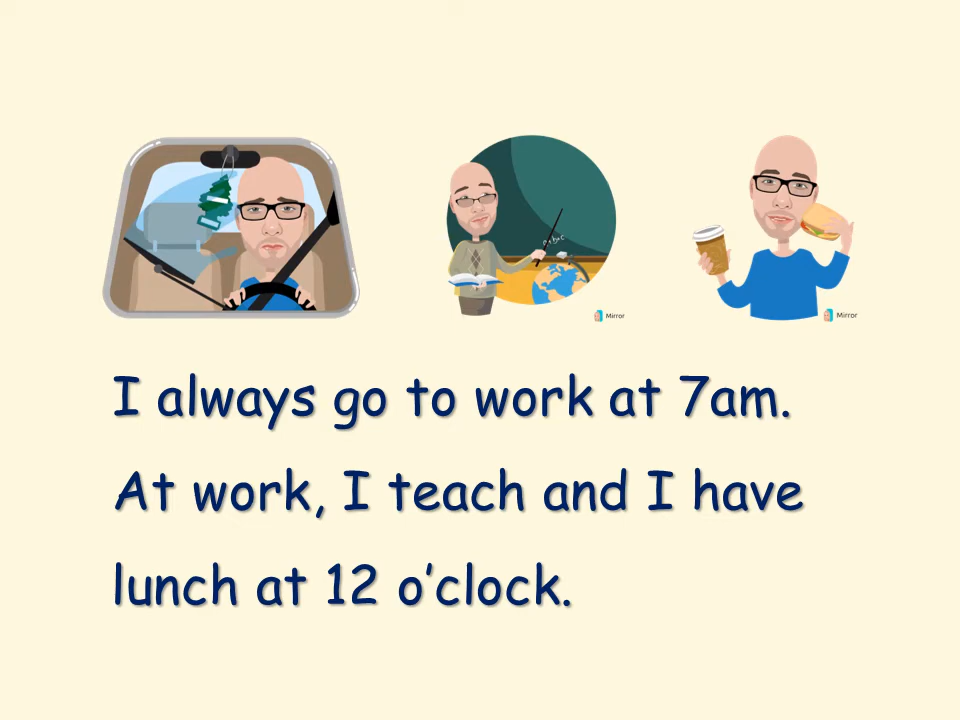 Mirror
Mirror
I always go to work at 7am.
At work, I teach and I have
lunch at 12 o’clock.